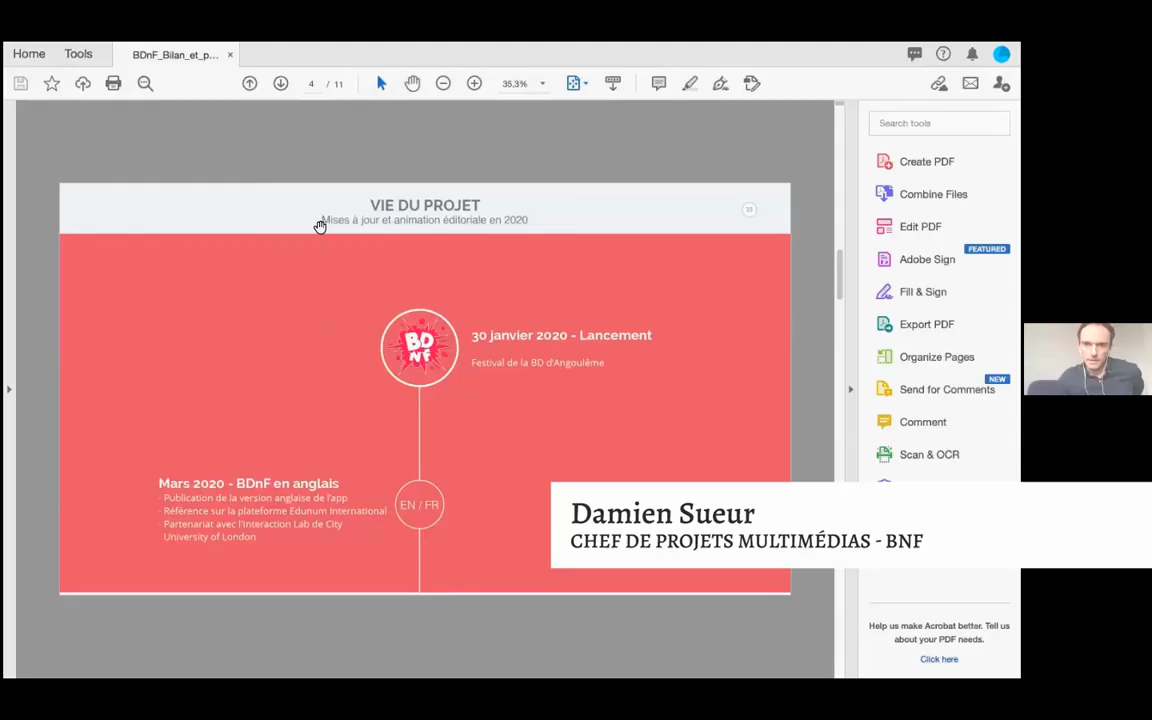 Home
Tools
BDnF_Bilan_et_p...
×
4 / 11
35,3%
Search tools
Create PDF
Combine Files
Edit PDF
FEATURED
Adobe Sign
Fill & Sign
Export PDF
Organize Pages
NEW
Send for Comments
Comment
Scan & OCR
VIE DU PROJET
Mises à jour et animation éditoriale en 2020
BD
NF
30 janvier 2020 - Lancement
Festival de la BD d'Angoulême
Mars 2020 - BDnF en anglais
· Publication de la version anglaise de l'app
· Référence sur la plateforme Edunum International
· Partenariat avec l'Interaction Lab de City
University of London
EN / FR
Damien Sueur
CHEF DE PROJETS MULTIMÉDIAS - BNF
Help us make Acrobat better. Tell us
about your PDF needs.
Click here